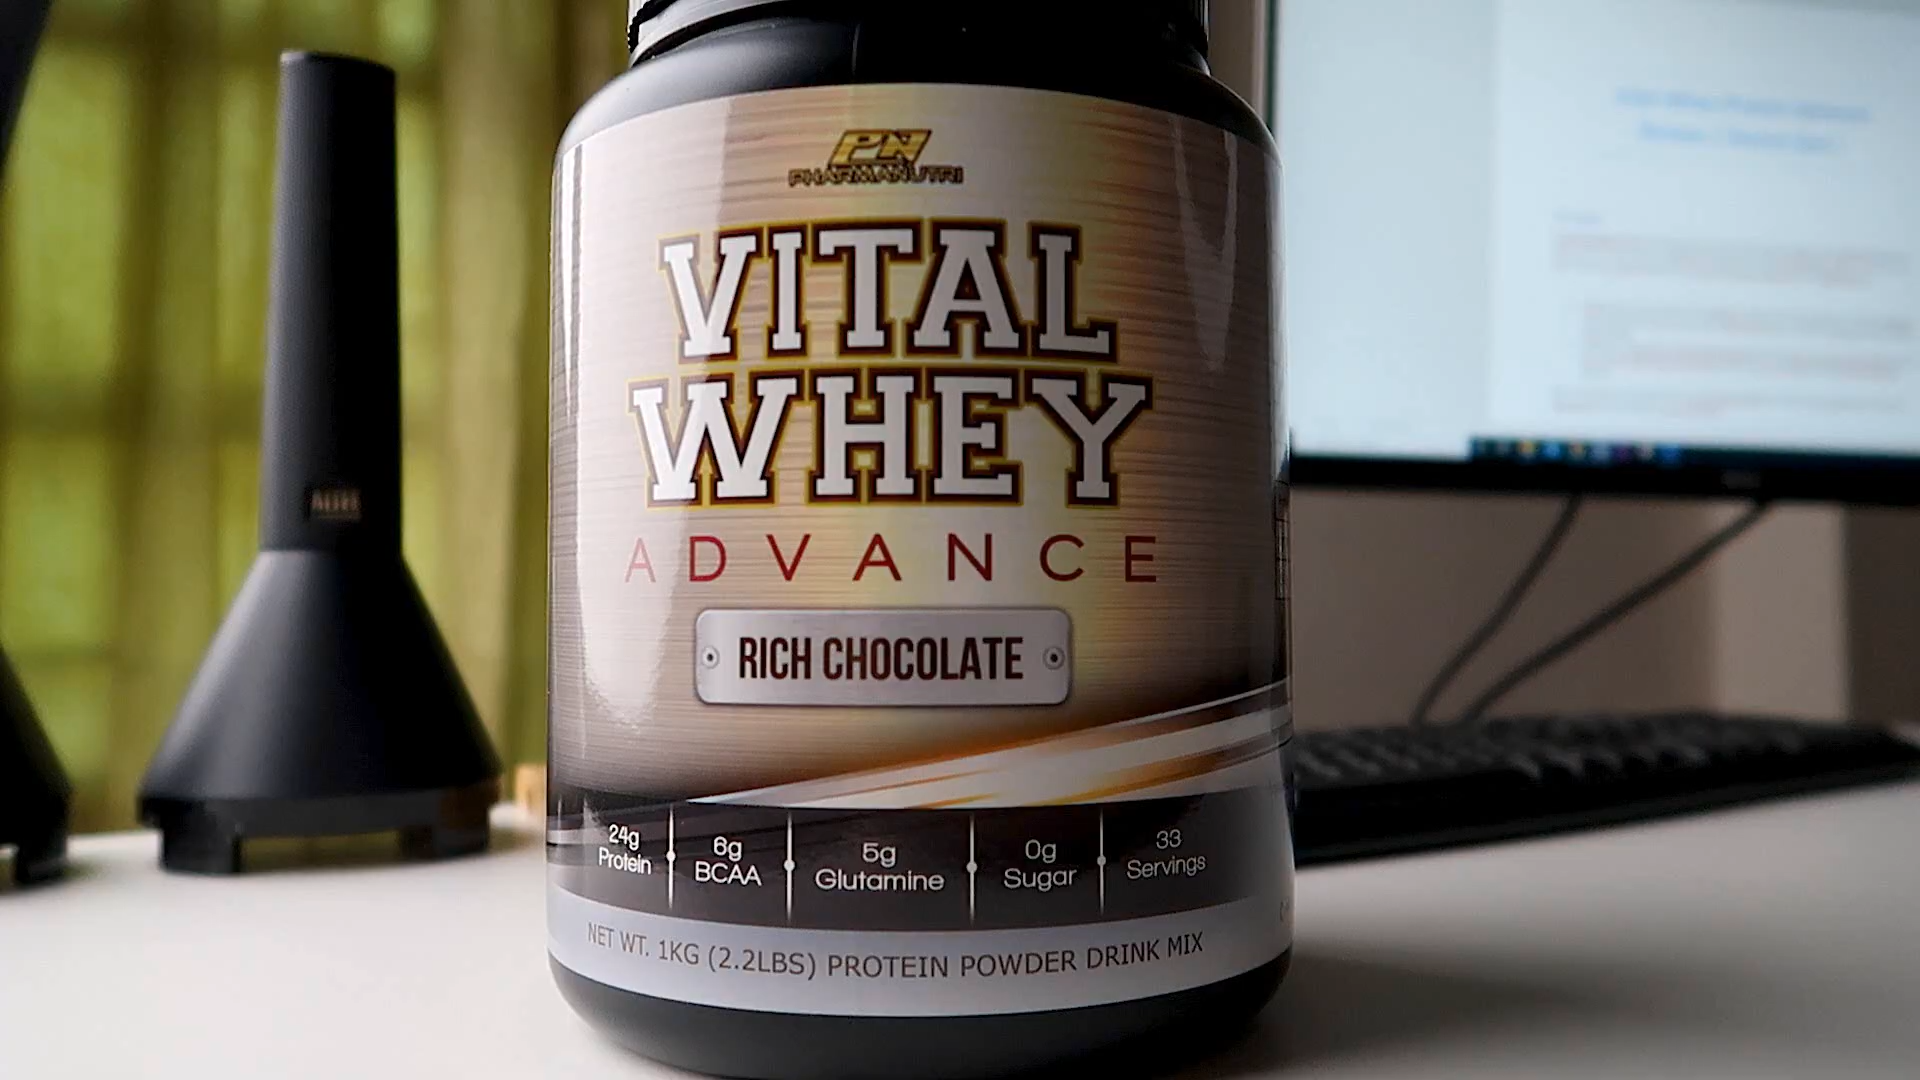 PN
PHARMANUTRI
VITAL
WHEY
ADVANCE
RICH CHOCOLATE
24g
Protein
6g
BCAA
5g
Glutamine
0g
Sugar
33
Servings
NET WT. 1KG (2.2LBS) PROTEIN POWDER DRINK MIX